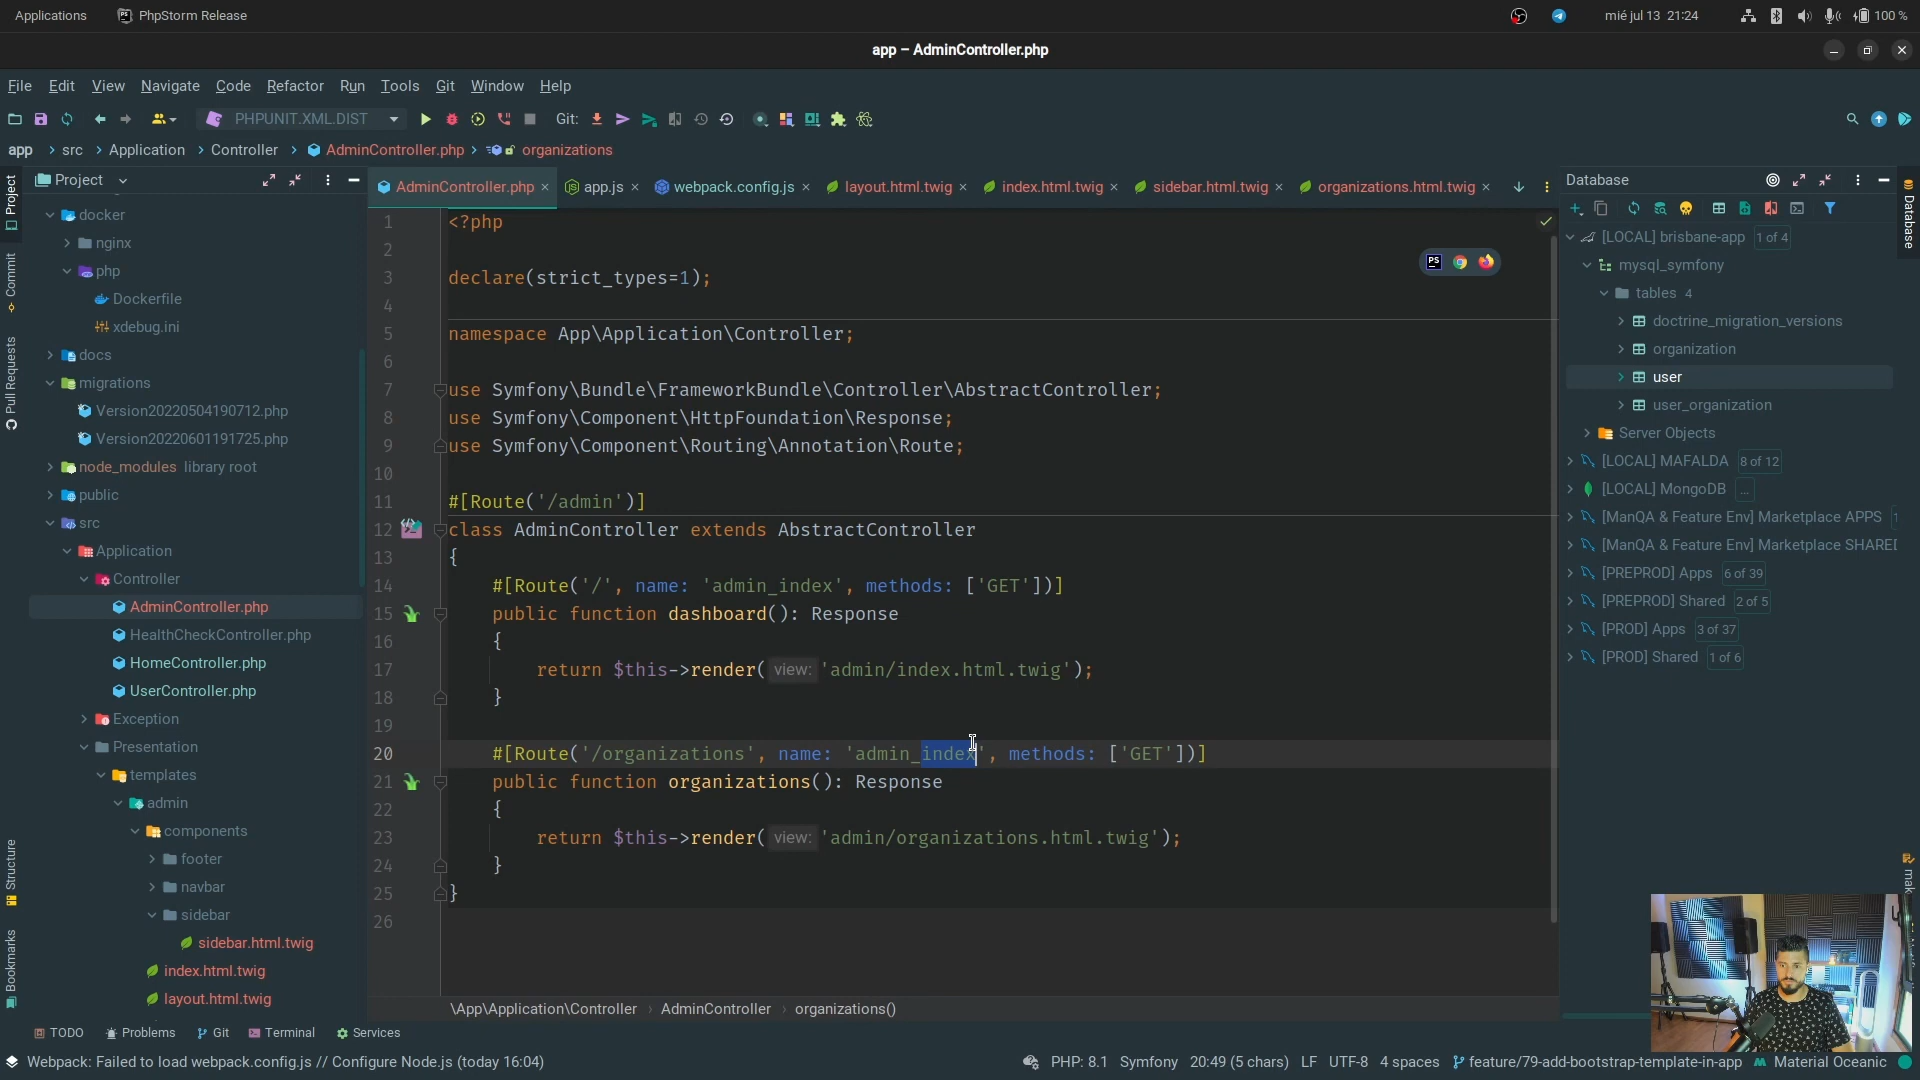 Applications
PhpStorm Release
mié jul 13 21:24
100 %
app – AdminController.php
File Edit View Navigate Code Refactor Run Tools Git Window Help
PHPUNIT.XML.DIST
Git:
app > src > Application > Controller > AdminController.php > organizations
Project
AdminController.php
app.js
webpack.config.js
layout.html.twig
index.html.twig
sidebar.html.twig
organizations.html.twig
Database
Project
Commit
Pull Requests
Structure
Bookmarks
docker
nginx
php
Dockerfile
xdebug.ini
docs
migrations
Version20220504190712.php
Version20220601191725.php
node_modules library root
public
src
Application
Controller
AdminController.php
HealthCheckController.php
HomeController.php
UserController.php
Exception
Presentation
templates
admin
components
footer
navbar
sidebar
sidebar.html.twig
index.html.twig
layout.html.twig
1 <?php
2
3 declare(strict_types=1);
4
5 namespace App\Application\Controller;
6
7 use Symfony\Bundle\FrameworkBundle\Controller\AbstractController;
8 use Symfony\Component\HttpFoundation\Response;
9 use Symfony\Component\Routing\Annotation\Route;
10
11 #[Route('/admin')]
12 class AdminController extends AbstractController
13 {
14 #[Route('/', name: 'admin_index', methods: ['GET'])]
15 public function dashboard(): Response
16 {
17 return $this->render( view: 'admin/index.html.twig');
18 }
19
20 #[Route('/organizations', name: 'admin_index', methods: ['GET'])]
21 public function organizations(): Response
22 {
23 return $this->render( view: 'admin/organizations.html.twig');
24 }
25 }
26
PS
[LOCAL] brisbane-app 1 of 4
mysql_symfony
tables 4
doctrine_migration_versions
organization
user
user_organization
Server Objects
[LOCAL] MAFALDA 8 of 12
[LOCAL] MongoDB ...
[ManQA & Feature Env] Marketplace APPS 1
[ManQA & Feature Env] Marketplace SHARED
[PREPROD] Apps 6 of 39
[PREPROD] Shared 2 of 5
[PROD] Apps 3 of 37
[PROD] Shared 1 of 6
Database
\App\Application\Controller > AdminController > organizations()
TODO Problems Git Terminal Services
Webpack: Failed to load webpack.config.js // Configure Node.js (today 16:04)
PHP: 8.1 Symfony 20:49 (5 chars) LF UTF-8 4 spaces feature/79-add-bootstrap-template-in-app Material Oceanic